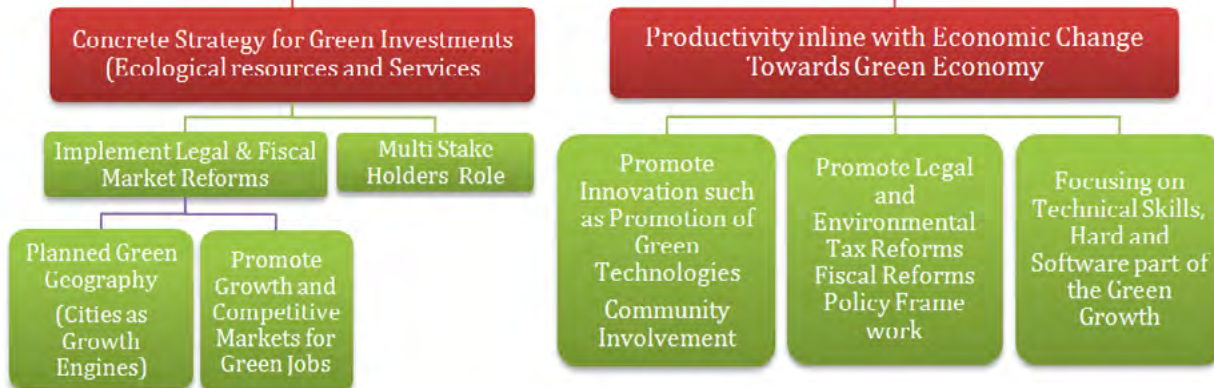 Concrete Strategy for Green Investments
(Ecological resources and Services
Productivity inline with Economic Change
Towards Green Economy
Implement Legal & Fiscal
Market Reforms
Multi Stake
Holders Role
Planned Green
Geography
(Cities as
Growth
Engines)
Promote
Growth and
Competitive
Markets for
Green Jobs
Promote
Innovation such
as Promotion of
Green
Technologies
Community
Involvement
Promote Legal
and
Environmental
Tax Reforms
Fiscal Reforms
Policy Frame
work
Focusing on
Technical Skills,
Hard and
Software part of
the Green
Growth